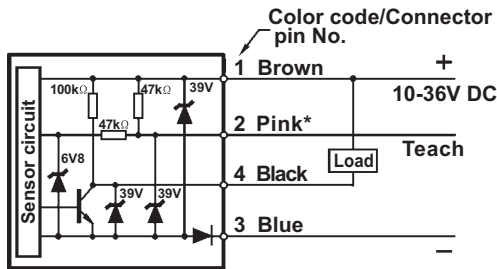 Color code/Connector
pin No.
1 Brown
+
10-36V DC
100kΩ
47kΩ
39V
47kΩ
2 Pink*
Teach
Load
6V8
4 Black
39V
39V
Sensor circuit
3 Blue
−